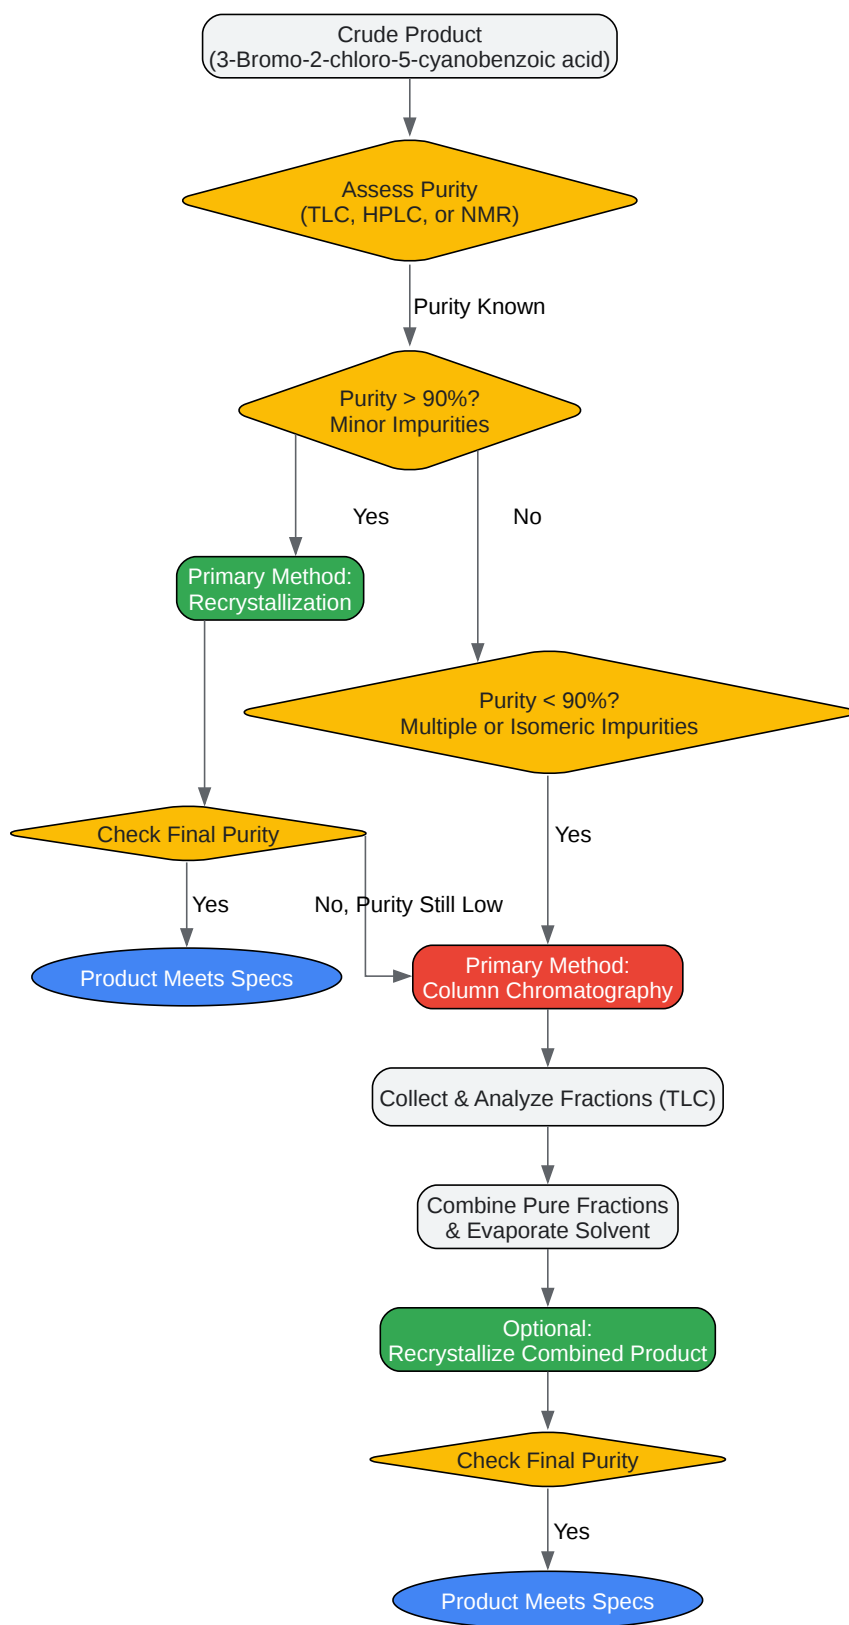 Crude Product
(3-Bromo-2-chloro-5-cyanobenzoic acid)
Assess Purity
(TLC, HPLC, or NMR)
Purity Known
Purity > 90%?
Minor Impurities
Yes
No
Primary Method:
Recrystallization
Purity < 90%?
Multiple or Isomeric Impurities
Check Final Purity
Yes
Yes
No, Purity Still Low
Product Meets Specs
Primary Method:
Column Chromatography
Collect & Analyze Fractions (TLC)
Combine Pure Fractions
& Evaporate Solvent
Optional:
Recrystallize Combined Product
Check Final Purity
Yes
Product Meets Specs